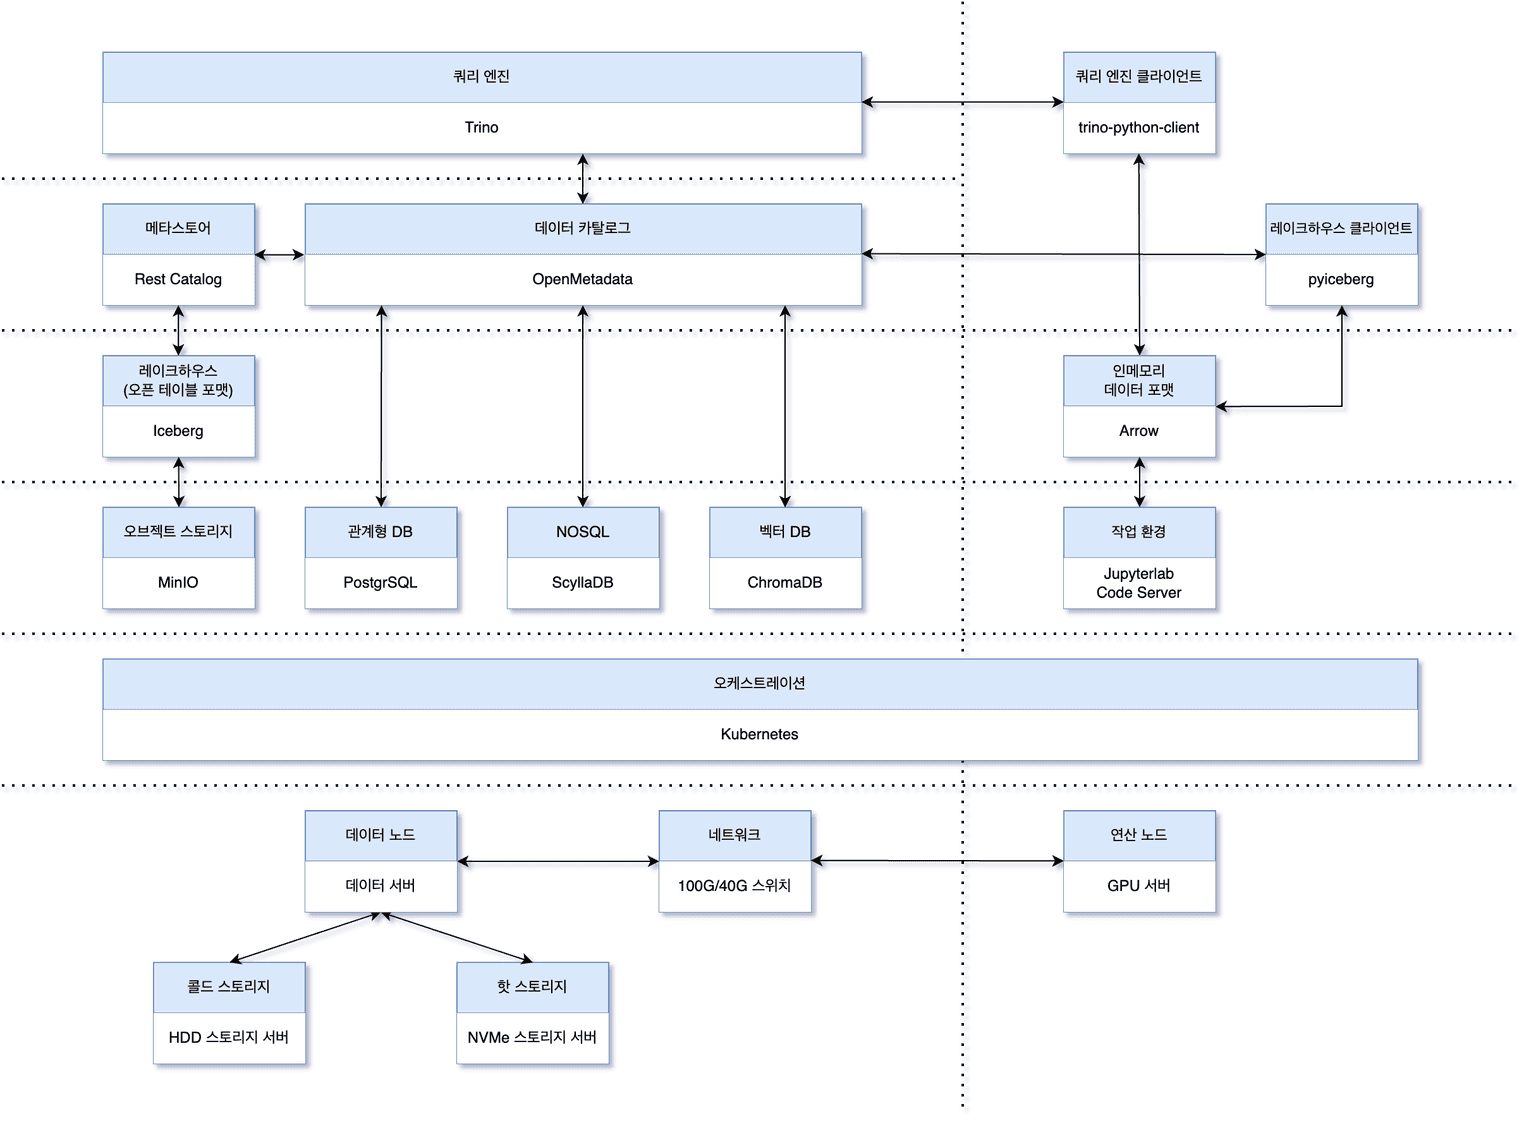 쿼리 엔진
Trino
쿼리 엔진 클라이언트
trino-python-client
메타스토어
Rest Catalog
데이터 카탈로그
OpenMetadata
레이크하우스 클라이언트
pyiceberg
레이크하우스
(오픈 테이블 포맷)
Iceberg
인메모리
데이터 포맷
Arrow
오브젝트 스토리지
MinIO
관계형 DB
PostgrSQL
NOSQL
ScyllaDB
벡터 DB
ChromaDB
작업 환경
Jupyterlab
Code Server
오케스트레이션
Kubernetes
데이터 노드
데이터 서버
네트워크
100G/40G 스위치
연산 노드
GPU 서버
콜드 스토리지
HDD 스토리지 서버
핫 스토리지
NVMe 스토리지 서버